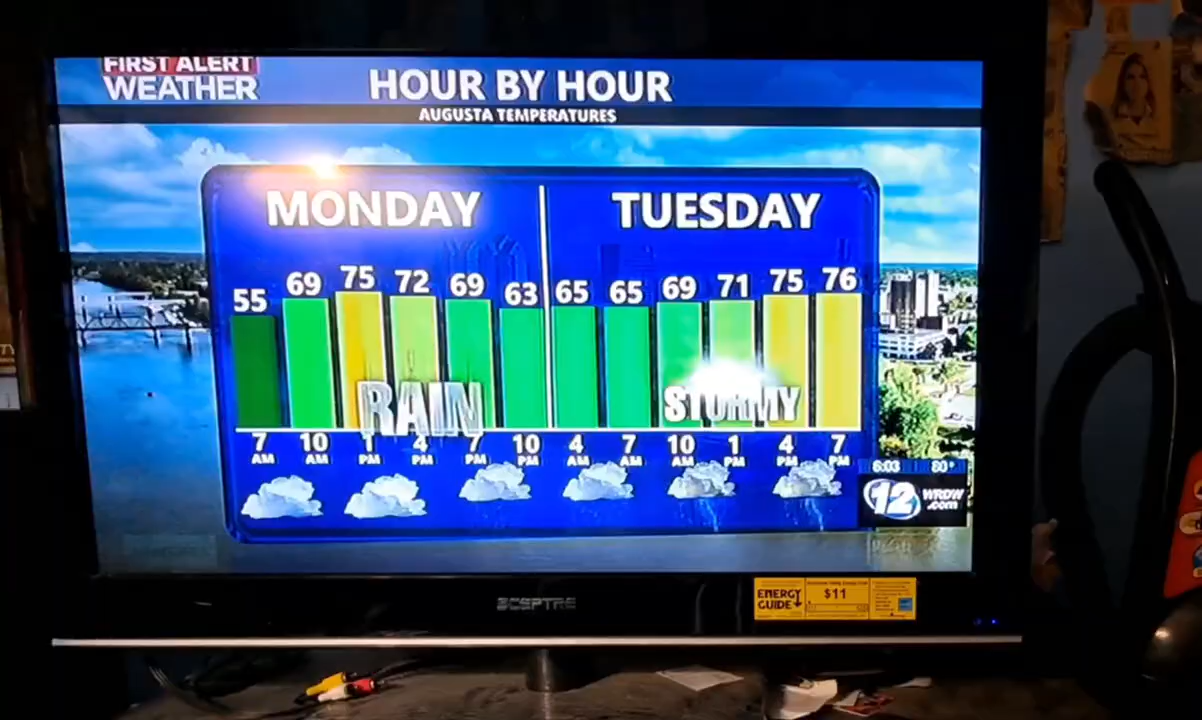 FIRST ALERT
WEATHER
HOUR BY HOUR
AUGUSTA TEMPERATURES
MONDAY TUESDAY
55 69 75 72 69 63 65 65 69 71 75 76
RAIN STORMY
7 10 1 4 7 10 4 7 10 1 4 7
AM AM PM PM PM PM AM AM AM PM PM PM
6:03 80°
12 WRDW
.com
SCEPTRE
ENERGY
GUIDE
$11